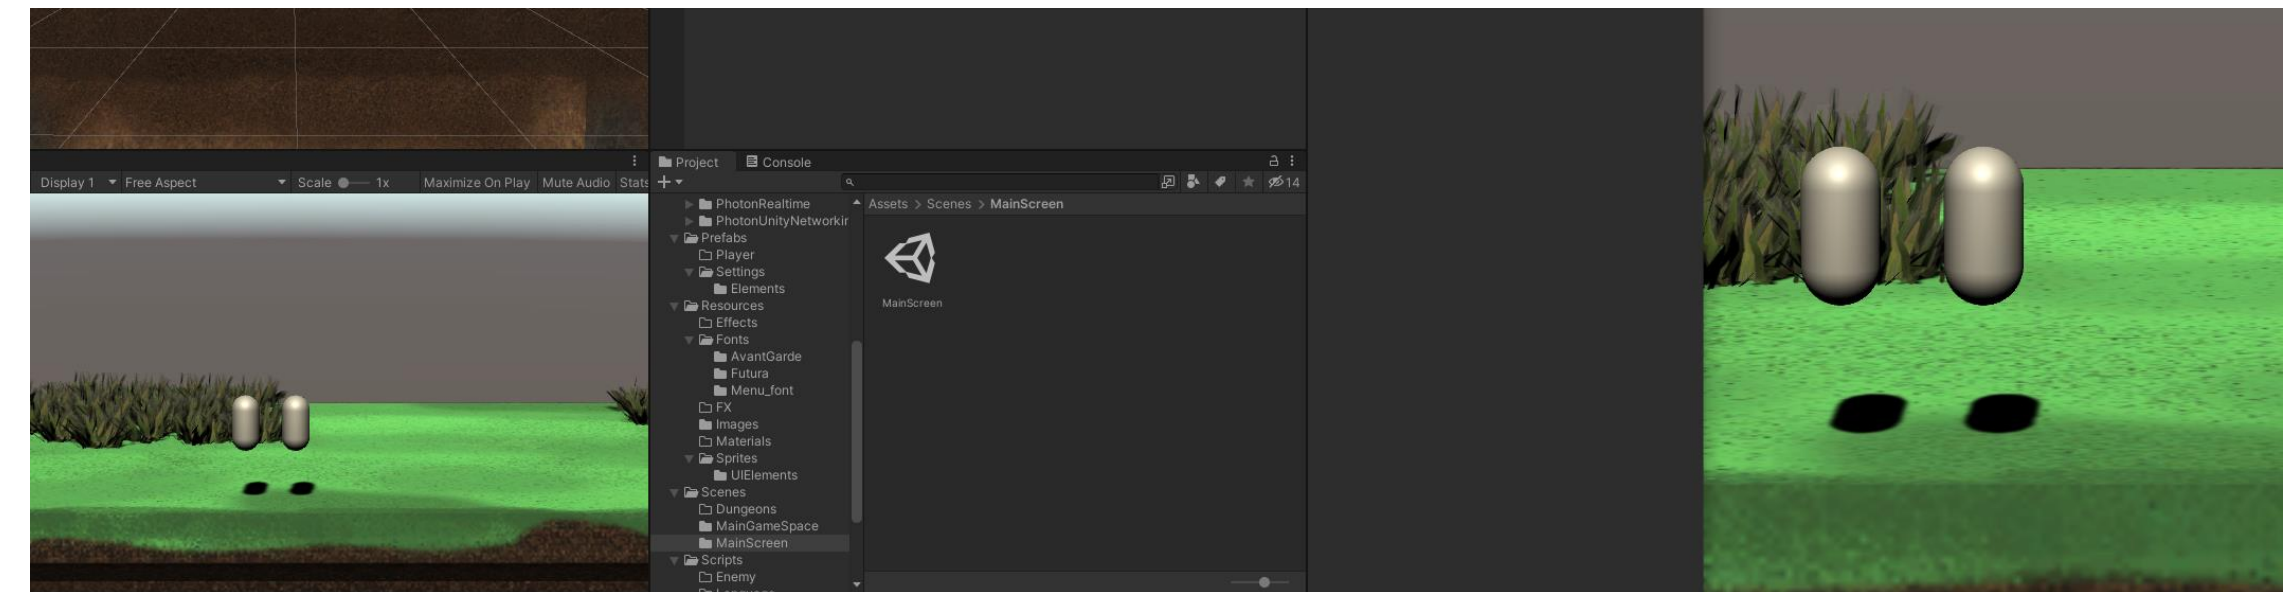 Project
Console
Display 1
Free Aspect
Scale
1x
Maximize On Play
Mute Audio
Stats
14
PhotonRealtime
PhotonUnityNetworkin
Prefabs
Player
Settings
Elements
Resources
Effects
Fonts
AvantGarde
Futura
Menu_font
FX
Images
Materials
Sprites
UIElements
Scenes
Dungeons
MainGameSpace
MainScreen
Scripts
Enemy
Assets > Scenes > MainScreen
MainScreen